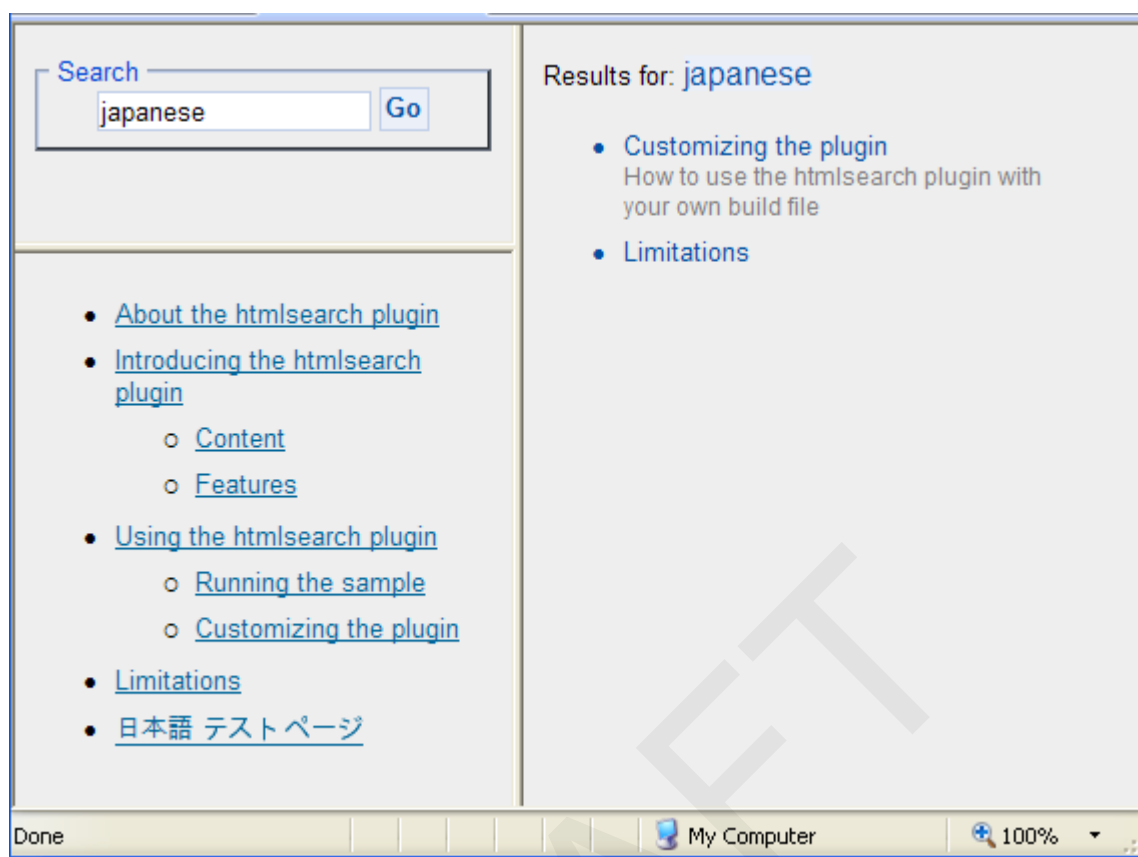 Search
japanese
Go
About the htmlsearch plugin
Introducing the htmlsearch
plugin
Content
Features
Using the htmlsearch plugin
Running the sample
Customizing the plugin
Limitations
日本語 テストページ
Results for: japanese
Customizing the plugin
How to use the htmlsearch plugin with
your own build file
Limitations
Done
My Computer
100%